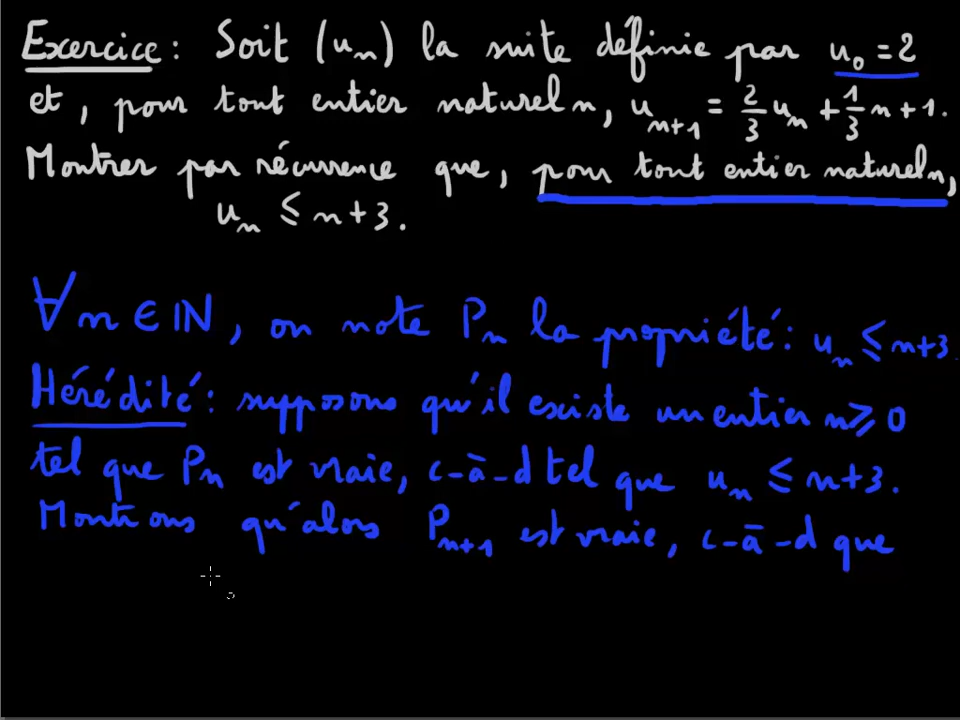 Exercice : Soit (uₙ) la suite définie par u₀ = 2
et, pour tout entier naturel n, uₙ₊₁ = 2/3 uₙ + 1/3 n + 1.
Montrer par récurrence que, pour tout entier naturel n,
uₙ ≤ n + 3.
∀ n ∈ ℕ, on note Pₙ la propriété : uₙ ≤ n+3.
Hérédité : supposons qu'il existe un entier n ⩾ 0
tel que Pₙ est vraie, c-à-d tel que uₙ ≤ n+3.
Montrons qu'alors Pₙ₊₁ est vraie, c-à-d que